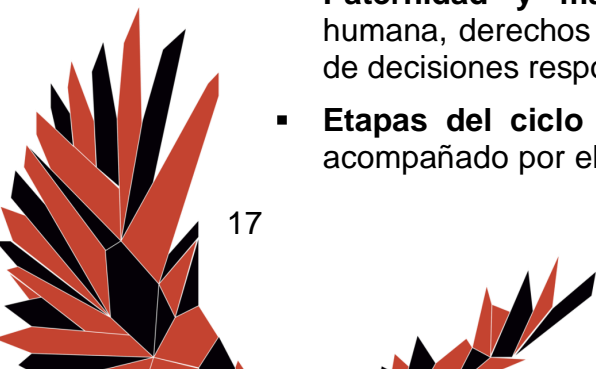 humana, derechos
de decisiones respo
▪ Etapas del ciclo
acompañado por el
17